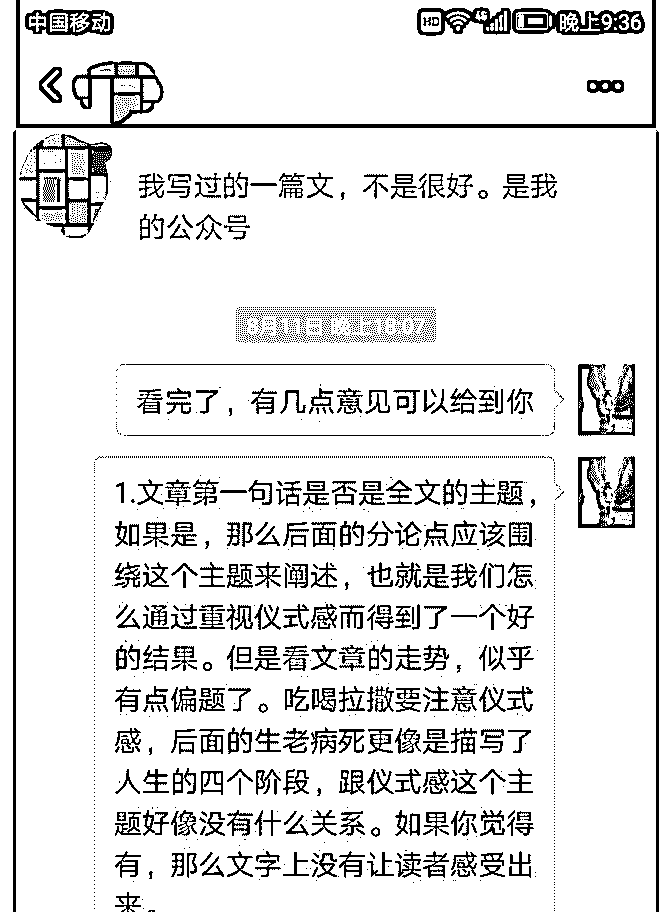 中国移动
HD 4G 晚上9:36
我写过的一篇文，不是很好。是我
的公众号
8月11日 晚上18:07
看完了，有几点意见可以给到你
1.文章第一句话是否是全文的主题，
如果是，那么后面的分论点应该围
绕这个主题来阐述，也就是我们怎
么通过重视仪式感而得到了一个好
的结果。但是看文章的走势，似乎
有点偏题了。吃喝拉撒要注意仪式
感，后面的生老病死更像是描写了
人生的四个阶段，跟仪式感这个主
题好像没有什么关系。如果你觉得
有，那么文字上没有让读者感受出
来。